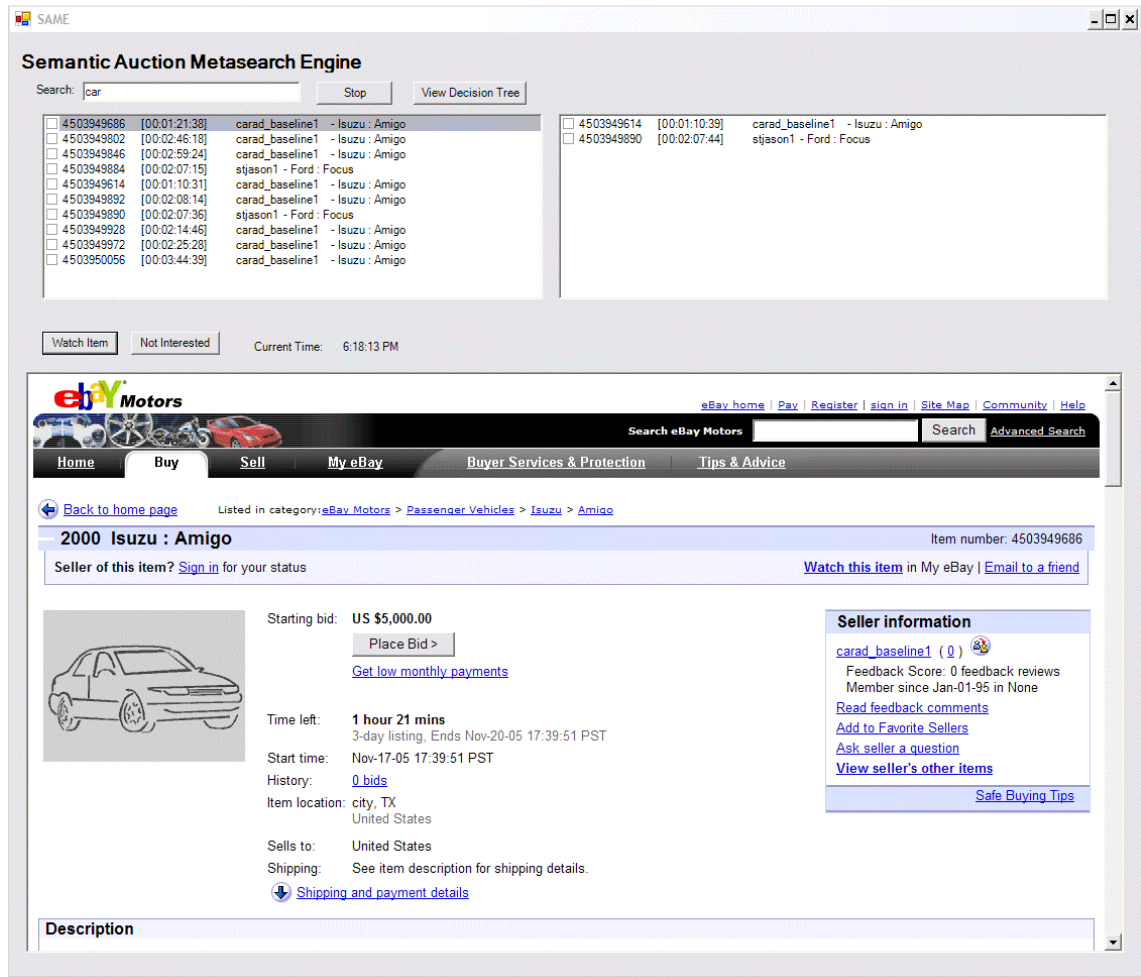 SAME
Semantic Auction Metasearch Engine
Search: car Stop View Decision Tree
4503949686 [00:01:21:38] carad_baseline1 - Isuzu : Amigo
4503949802 [00:02:46:18] carad_baseline1 - Isuzu : Amigo
4503949846 [00:02:59:24] carad_baseline1 - Isuzu : Amigo
4503949884 [00:02:07:15] stjason1 - Ford : Focus
4503949614 [00:01:10:31] carad_baseline1 - Isuzu : Amigo
4503949892 [00:02:08:14] carad_baseline1 - Isuzu : Amigo
4503949890 [00:02:07:36] stjason1 - Ford : Focus
4503949928 [00:02:14:46] carad_baseline1 - Isuzu : Amigo
4503949972 [00:02:25:28] carad_baseline1 - Isuzu : Amigo
4503950056 [00:03:44:39] carad_baseline1 - Isuzu : Amigo
4503949614 [00:01:10:39] carad_baseline1 - Isuzu : Amigo
4503949890 [00:02:07:44] stjason1 - Ford : Focus
Watch Item Not Interested Current Time: 6:18:13 PM
ebay Motors
eBay home | Pay | Register | sign in | Site Map | Community | Help
Search eBay Motors Search Advanced Search
Home Buy Sell My eBay Buyer Services & Protection Tips & Advice
Back to home page Listed in category:eBay Motors > Passenger Vehicles > Isuzu > Amigo
2000 Isuzu : Amigo Item number: 4503949686
Seller of this item? Sign in for your status Watch this item in My eBay | Email to a friend
Starting bid: US $5,000.00
Place Bid >
Get low monthly payments
Time left: 1 hour 21 mins
3-day listing, Ends Nov-20-05 17:39:51 PST
Start time: Nov-17-05 17:39:51 PST
History: 0 bids
Item location: city, TX
United States
Sells to: United States
Shipping: See item description for shipping details.
Shipping and payment details
Seller information
carad_baseline1 ( 0 )
Feedback Score: 0 feedback reviews
Member since Jan-01-95 in None
Read feedback comments
Add to Favorite Sellers
Ask seller a question
View seller's other items
Safe Buying Tips
Description